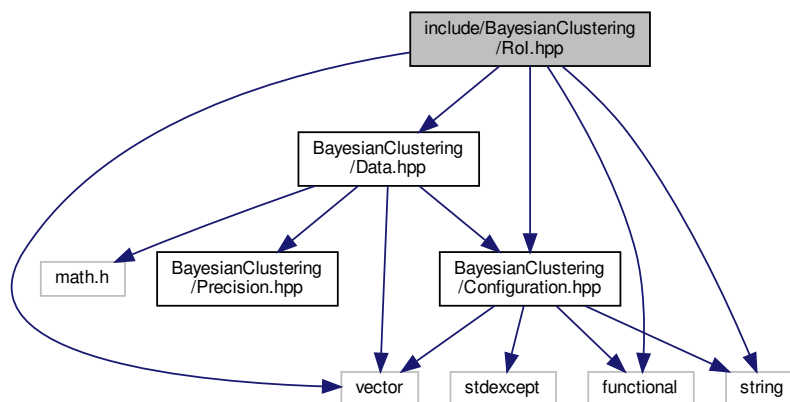 include/BayesianClustering
/RoI.hpp
BayesianClustering
/Data.hpp
math.h
BayesianClustering
/Precision.hpp
BayesianClustering
/Configuration.hpp
vector
stdexcept
functional
string